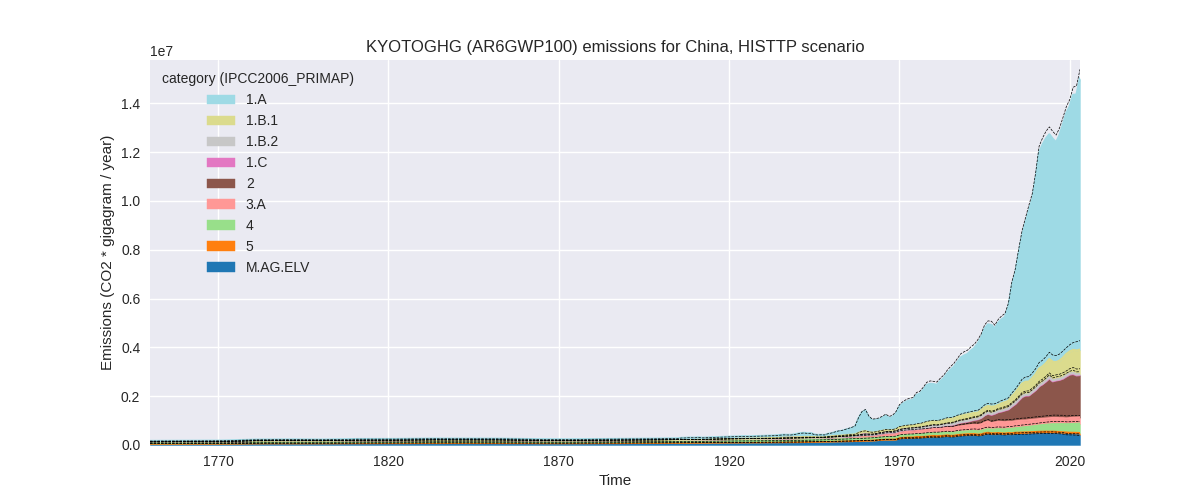 KYOTOGHG (AR6GWP100) emissions for China, HISTTP scenario
1e7
category (IPCC2006_PRIMAP)
1.A
1.B.1
1.B.2
1.C
2
3.A
4
5
M.AG.ELV
Emissions (CO2 * gigagram / year)
1.4
1.2
1.0
0.8
0.6
0.4
0.2
0.0
1770
1820
1870
1920
1970
2020
Time